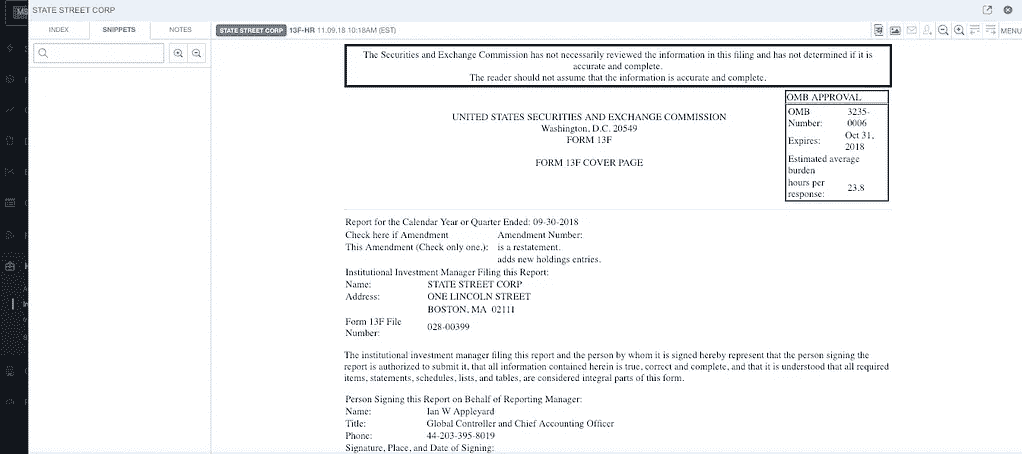 STATE STREET CORP
INDEX
SNIPPETS
NOTES
STATE STREET CORP 13F-HR 11.09.18 10:18AM (EST)
MENU
The Securities and Exchange Commission has not necessarily reviewed the information in this filing and has not determined if it is
accurate and complete.
The reader should not assume that the information is accurate and complete.
UNITED STATES SECURITIES AND EXCHANGE COMMISSION
Washington, D.C. 20549
FORM 13F
FORM 13F COVER PAGE
OMB APPROVAL
OMB 3235-
Number: 0006
Expires: Oct 31,
2018
Estimated average
burden
hours per
response: 23.8
Report for the Calendar Year or Quarter Ended: 09-30-2018
Check here if Amendment Amendment Number:
This Amendment (Check only one.): is a restatement.
adds new holdings entries.
Institutional Investment Manager Filing this Report:
Name: STATE STREET CORP
Address: ONE LINCOLN STREET
BOSTON, MA 02111
Form 13F File
Number: 028-00399
The institutional investment manager filing this report and the person by whom it is signed hereby represent that the person signing the
report is authorized to submit it, that all information contained herein is true, correct and complete, and that it is understood that all required
items, statements, schedules, lists, and tables, are considered integral parts of this form.
Person Signing this Report on Behalf of Reporting Manager:
Name: Ian W Appleyard
Title: Global Controller and Chief Accounting Officer
Phone: 44-203-395-8019
Signature, Place, and Date of Signing: